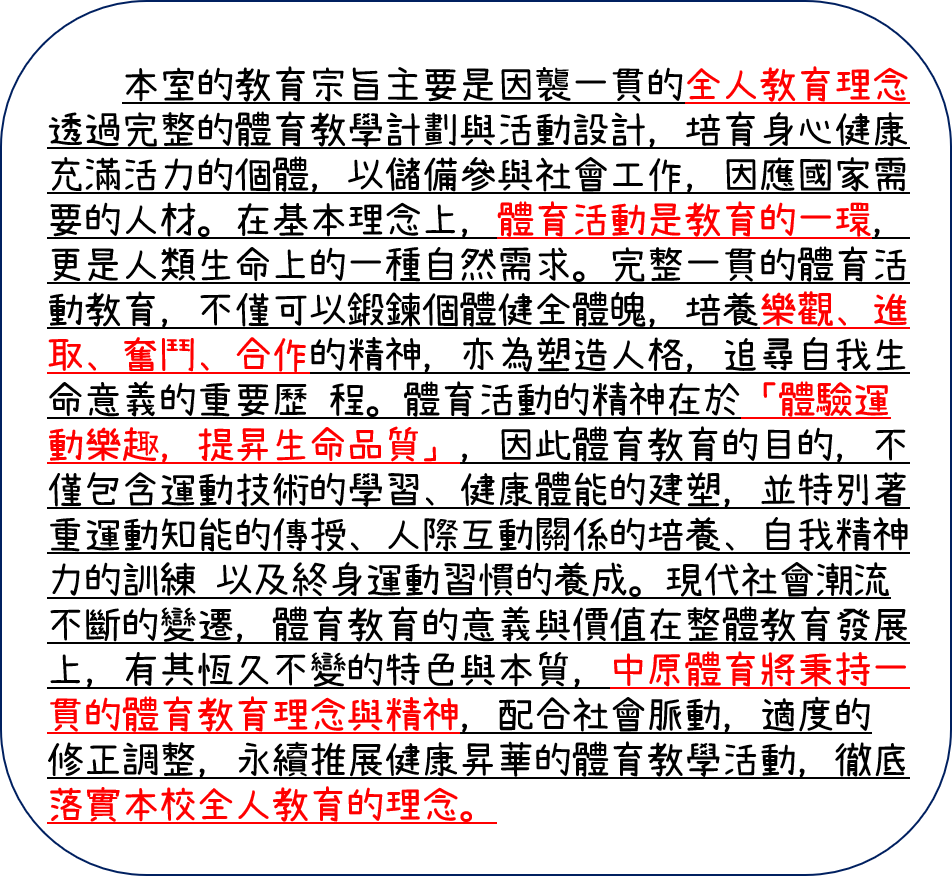 本室的教育宗旨主要是因襲一貫的全人教育理念
透過完整的體育教學計劃與活動設計，培育身心健康
充滿活力的個體，以儲備參與社會工作，因應國家需
要的人材。在基本理念上，體育活動是教育的一環，
更是人類生命上的一種自然需求。完整一貫的體育活
動教育，不僅可以鍛鍊個體健全體魄，培養樂觀、進
取、奮鬥、合作的精神，亦為塑造人格，追尋自我生
命意義的重要歷 程。體育活動的精神在於「體驗運
動樂趣，提昇生命品質」，因此體育教育的目的，不
僅包含運動技術的學習、健康體能的建塑，並特別著
重運動知能的傳授、人際互動關係的培養、自我精神
力的訓練 以及終身運動習慣的養成。現代社會潮流
不斷的變遷，體育教育的意義與價值在整體教育發展
上，有其恆久不變的特色與本質，中原體育將秉持一
貫的體育教育理念與精神，配合社會脈動，適度的
修正調整，永續推展健康昇華的體育教學活動，徹底
落實本校全人教育的理念。